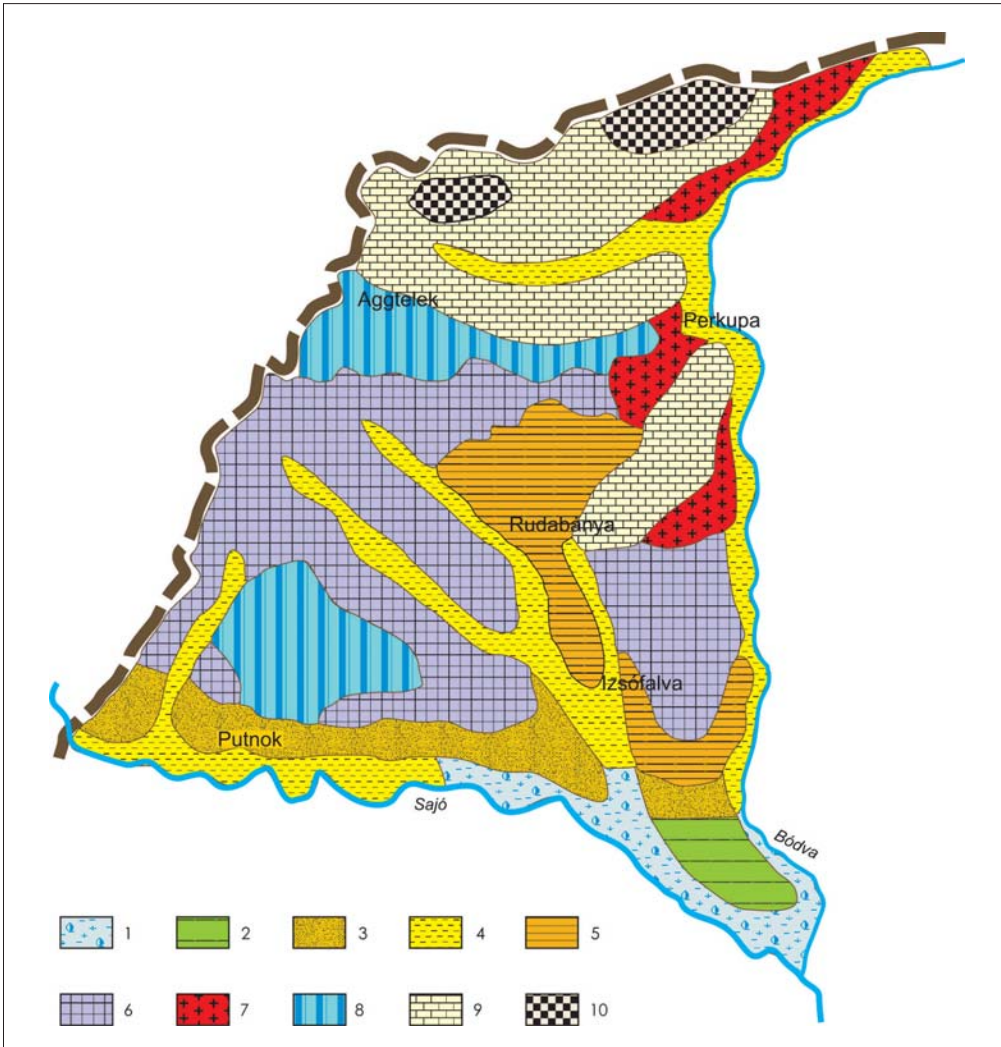 Aggtelek
Perkupa
Rudabánya
Izsófalva
Putnok
Sajó
Bódva
1 2 3 4 5
6 7 8 9 10